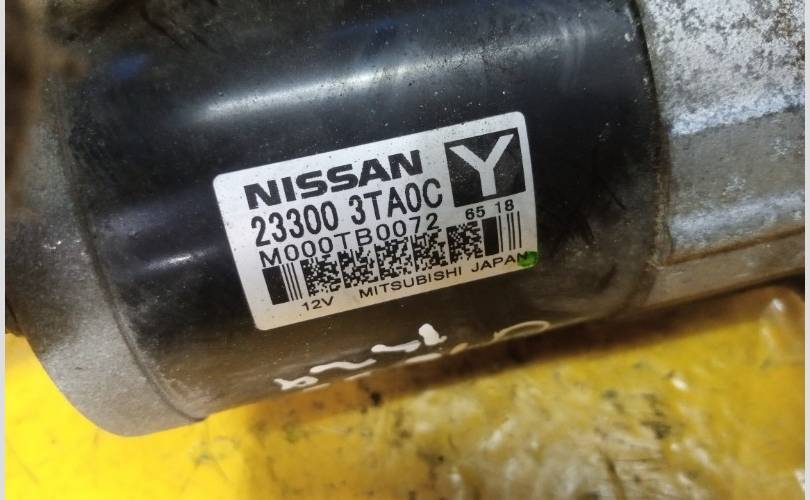 NISSAN Y
23300 3TA0C
M000TB0072 65 18
12V MITSUBISHI JAPAN